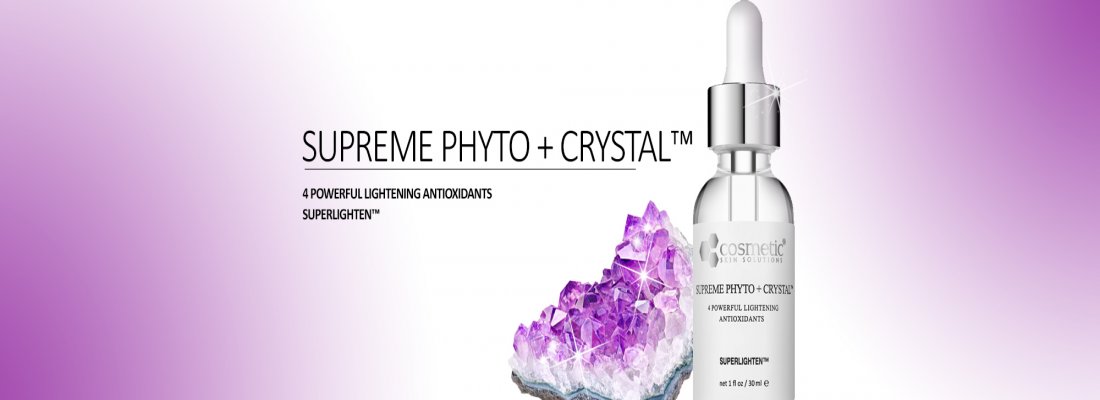 SUPREME PHYTO + CRYSTAL™
4 POWERFUL LIGHTENING ANTIOXIDANTS
SUPERLIGHTEN™
cosmetic®
SKIN SOLUTIONS
SUPREME PHYTO + CRYSTAL™
4 POWERFUL LIGHTENING
ANTIOXIDANTS
SUPERLIGHTEN™
net 1 fl oz / 30 ml ℮